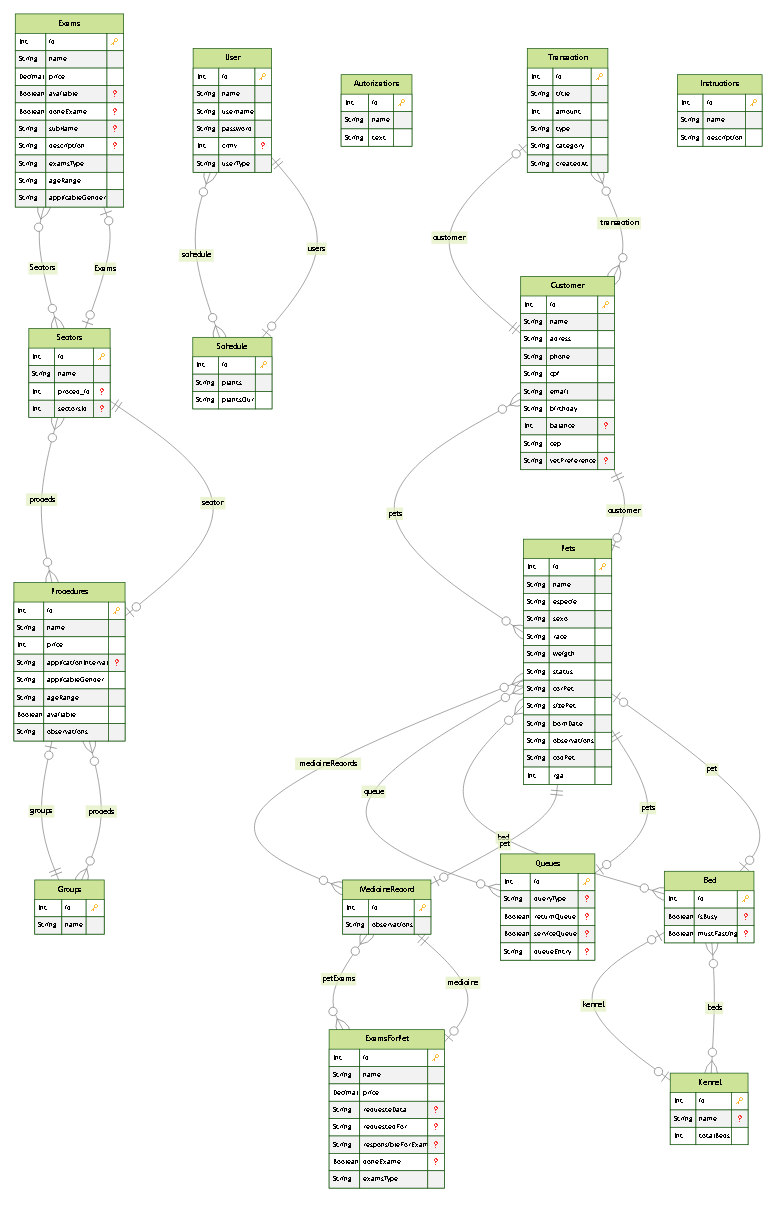 Exams
Int id
String name
Decimal price
Boolean available ?
Boolean doneExame ?
String subName ?
String description ?
String examsType
String ageRange
String applicableGender
User
Int id
String name
String username
String password
Int crmv ?
String userType
Autorizations
Int id
String name
String text
Transaction
Int id
String title
Int amount
String type
String category
String createdAt
Instructions
Int id
String name
String description
customer
transaction
schedule
users
Sectors
Exams
Customer
Int id
String name
String adress
String phone
String cpf
String email
String birthday
Int balance ?
String cep
String vetPreference ?
Sectors
Int id
String name
Int proced_id ?
Int sectorsId ?
Schedule
Int id
String plants
String plantsDur
proceds
sector
pets
customer
Pets
Int id
String name
String especie
String sexo
String race
String weigth
String status
String corPet
String sizePet
String bornDate
String observations
String codPet
Int rga
Procedures
Int id
String name
Int price
String applicationInterval ?
String applicableGender
String ageRange
Boolean available
String observations
medicineRecords
pet
queue
groups
proceds
pets
bed
pet
Groups
Int id
String name
MedicineRecord
Int id
String observations
Queues
Int id
String queryType ?
Boolean returnQueue ?
Boolean serviceQueue ?
String queueEntry ?
Bed
Int id
Boolean isBusy ?
Boolean mustFasting ?
petExams
medicine
kennel
beds
ExamsForPet
Int id
String name
Decimal price
String requesteData ?
String requestedFor ?
String responsibleForExam ?
Boolean doneExame ?
String examsType
Kennel
Int id
String name ?
Int totalBeds